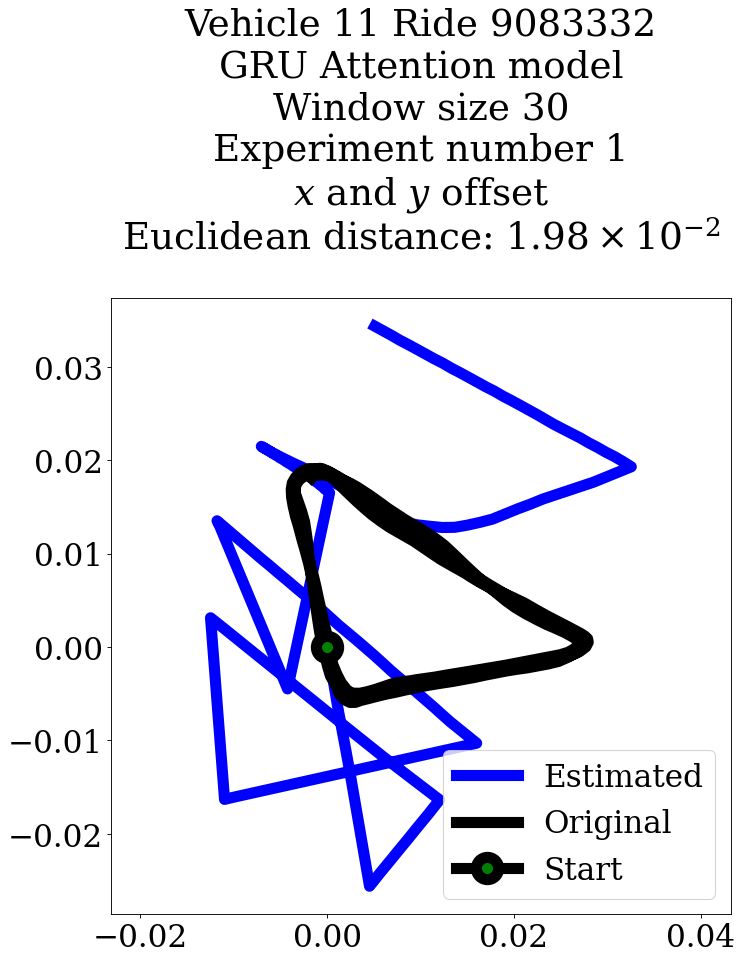 Vehicle 11 Ride 9083332
GRU Attention model
Window size 30
Experiment number 1
x and y offset
Euclidean distance: 1.98 × 10⁻²
0.03
0.02
0.01
0.00
−0.01
−0.02
Estimated
Original
Start
−0.02 0.00 0.02 0.04